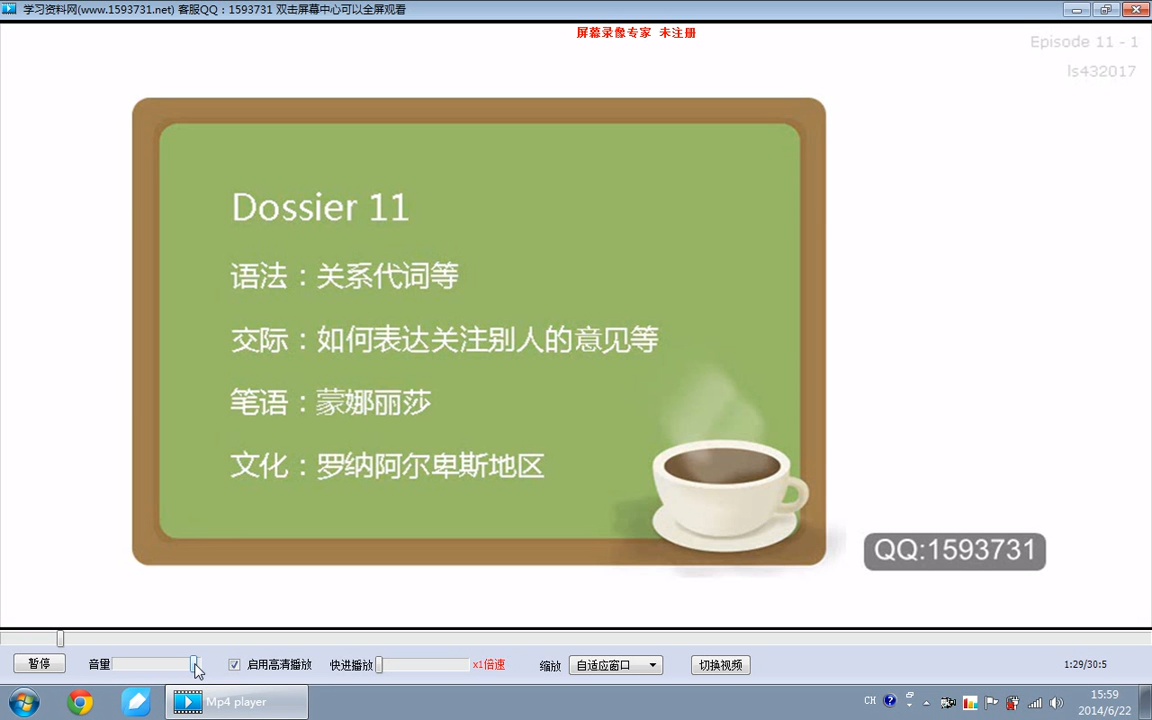 学习资料网(www.1593731.net) 客服QQ：1593731 双击屏幕中心可以全屏观看
屏幕录像专家 未注册
Episode 11 - 1
ls432017
Dossier 11
语法：关系代词等
交际：如何表达关注别人的意见等
笔语：蒙娜丽莎
文化：罗纳阿尔卑斯地区
QQ:1593731
暂停
音量
启用高清播放
快进播放
x1倍速
缩放
自适应窗口
切换视频
1:29/30:5
Mp4 player
CH
15:59
2014/6/22